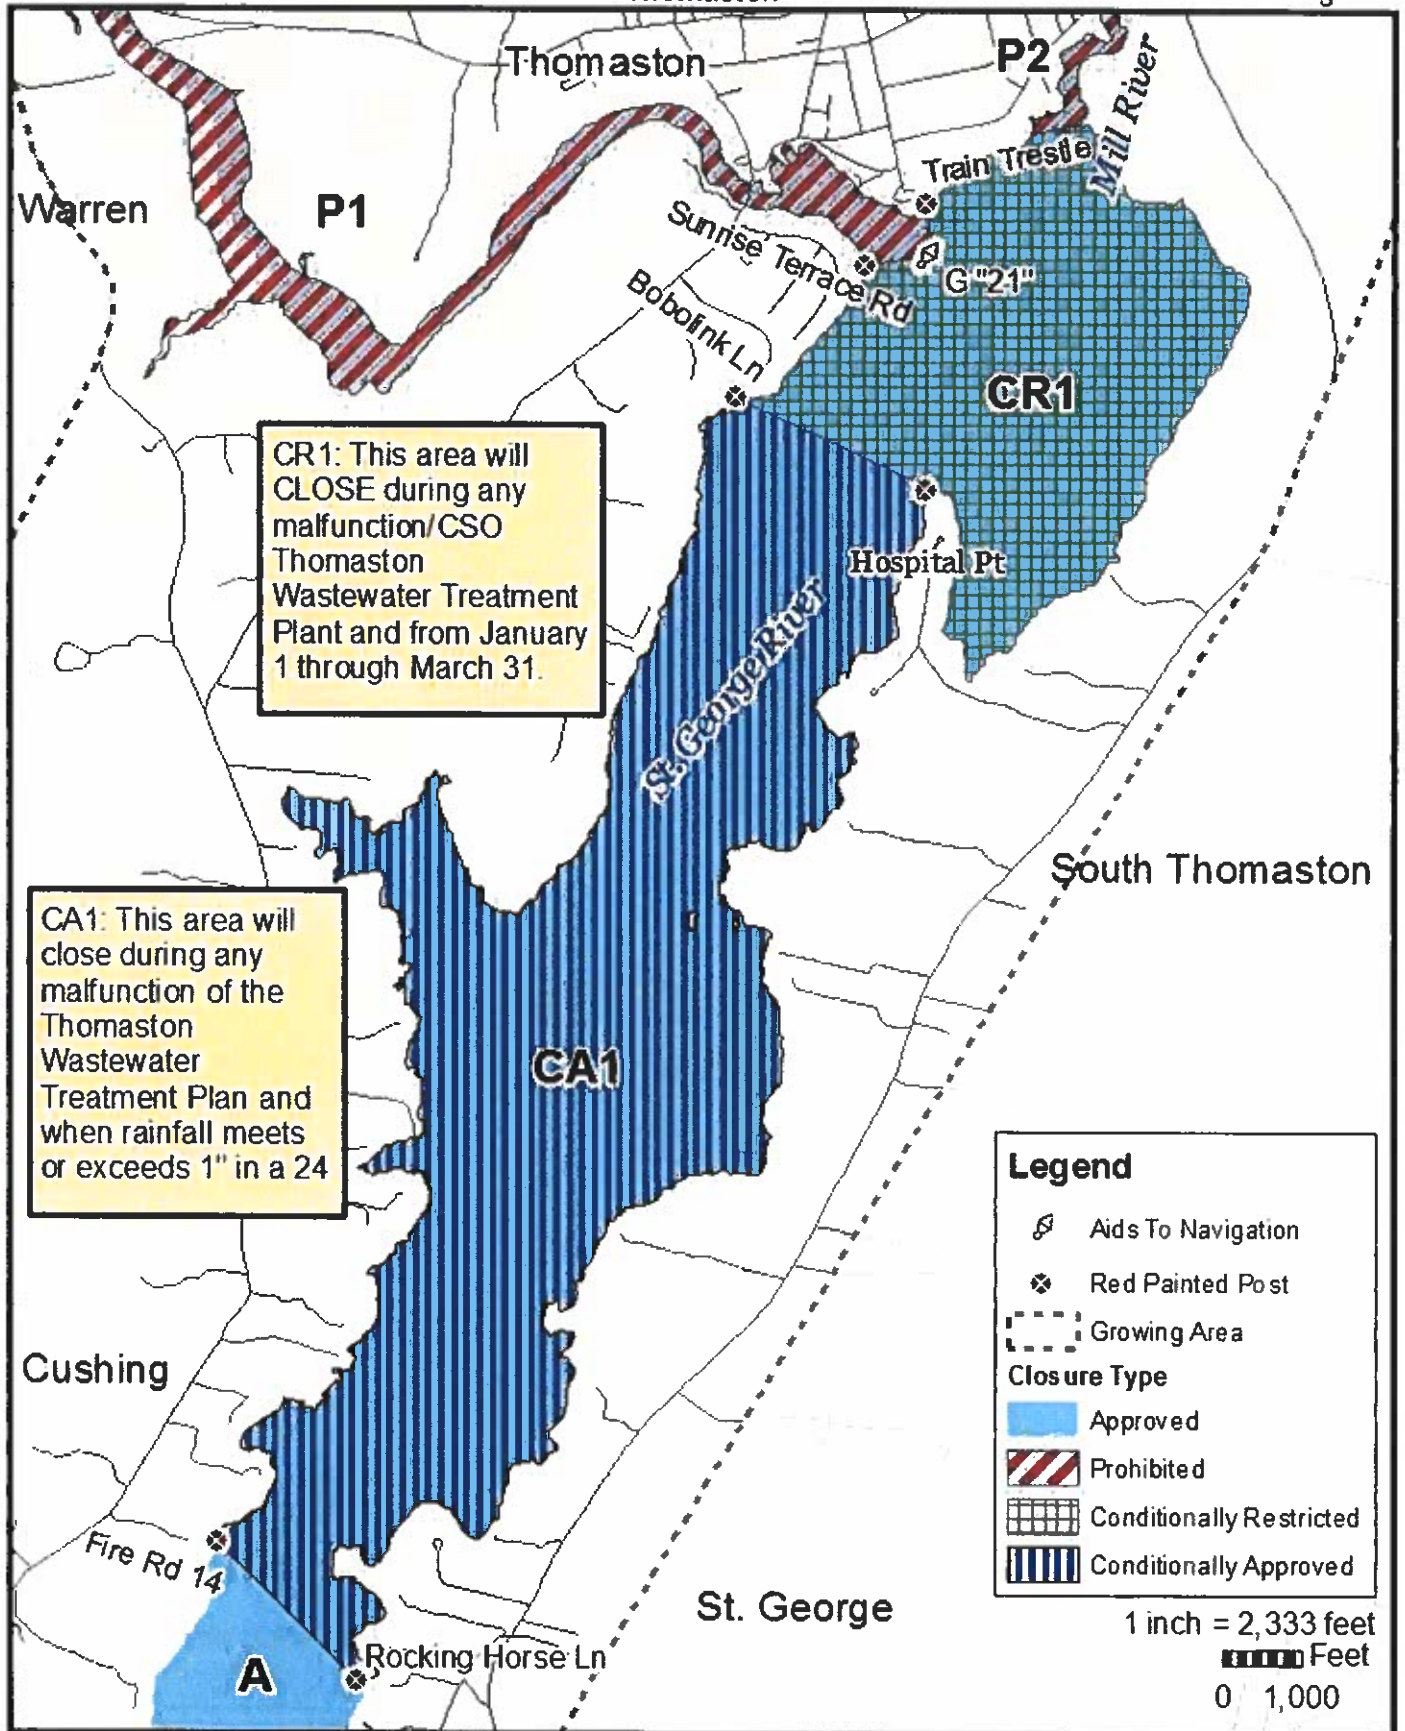 Thomaston
P2
Mill River
Train Trestle
Warren
P1
Sunrise Terrace Rd
G "21"
Bobolink Ln
CR1
CR1: This area will
CLOSE during any
malfunction/CSO
Thomaston
Wastewater Treatment
Plant and from January
1 through March 31.
Hospital Pt
St. George River
South Thomaston
CA1: This area will
close during any
malfunction of the
Thomaston
Wastewater
Treatment Plan and
when rainfall meets
or exceeds 1" in a 24
CA1
Cushing
Fire Rd 14
A
Rocking Horse Ln
St. George
Legend
Aids To Navigation
Red Painted Post
Growing Area
Closure Type
Approved
Prohibited
Conditionally Restricted
Conditionally Approved
1 inch = 2,333 feet
Feet
0 1,000